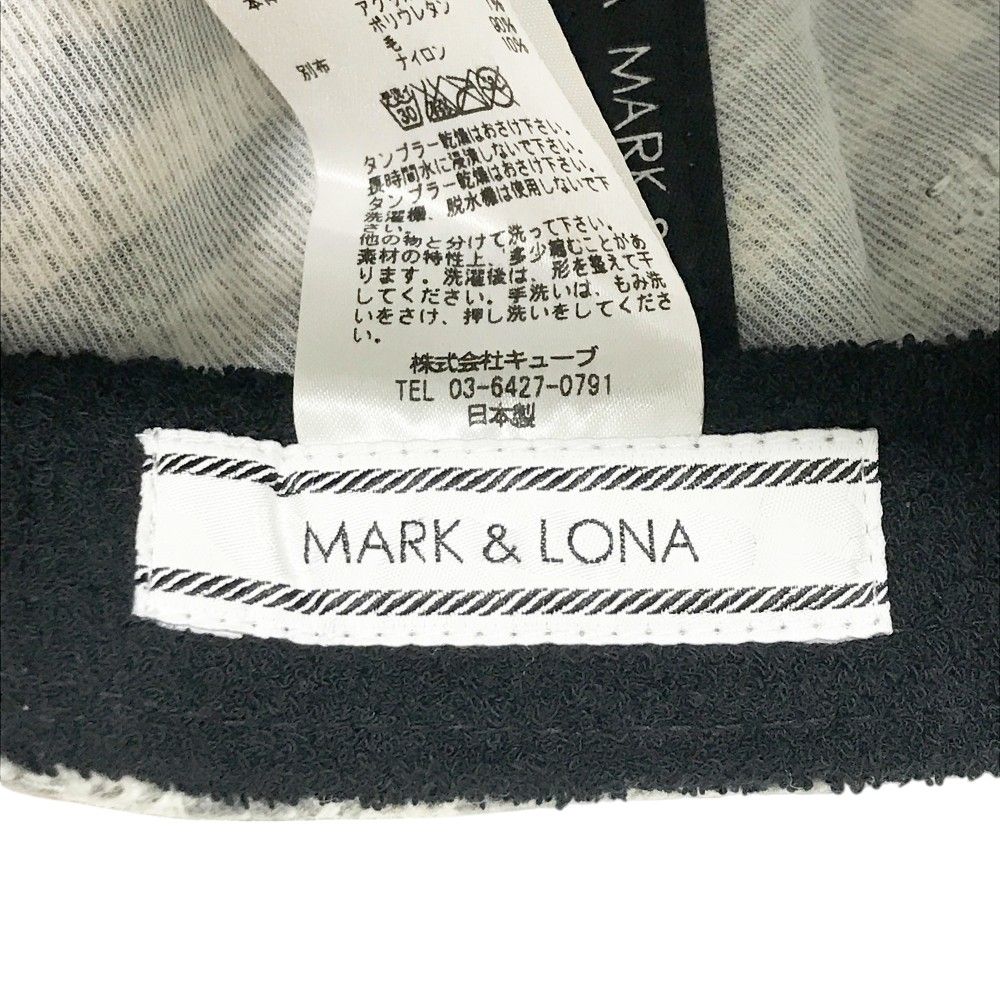 ポリウレタン 1%
毛 90%
別布 ナイロン 10%
30
タンブラー乾燥はおさけ下さい。
長時間水に浸漬しないで下さい。
タンブラー乾燥はおさけ下さい。
洗濯機、脱水機は使用しないで下
さい。
他の物と分けて洗って下さい。
素材の特性上、多少縮むことがあ
ります。洗濯後は、形を整えて干
してください。手洗いは、もみ洗
いをさけ、押し洗いをしてくださ
い。
株式会社キューブ
TEL 03-6427-0791
日本製
MARK & LONA
MARK